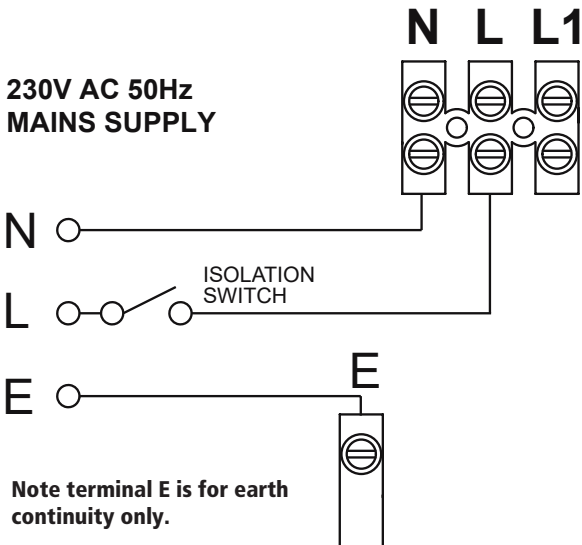 N L L1
230V AC 50Hz
MAINS SUPPLY
N
ISOLATION
SWITCH
L
E
E
Note terminal E is for earth
continuity only.